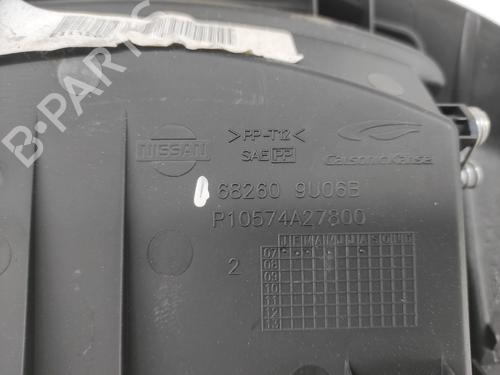 NISSAN
>PP-T12<
SAE PP
CalsonicKansei
68260 9U06B
P10574A27800
2
J F M A M J J A S O N D
07
08
09
10
11
12
13
B-PARTS